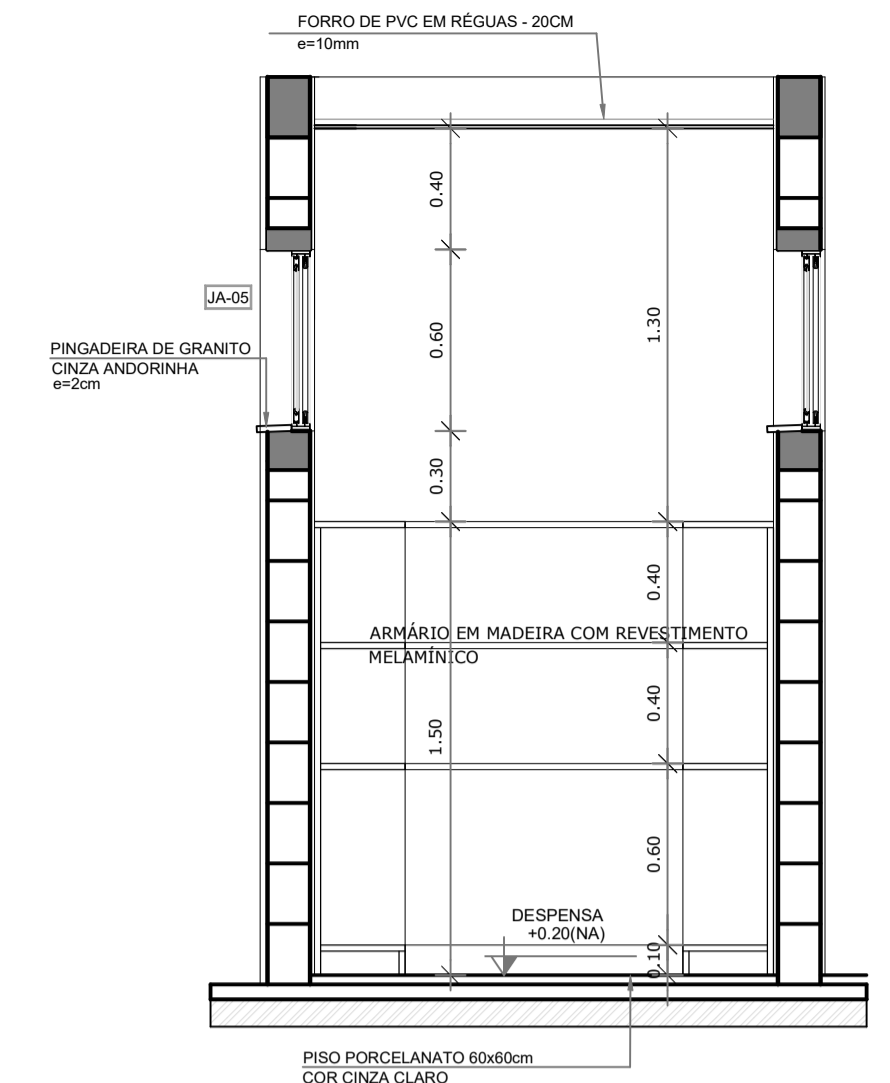 FORRO DE PVC EM RÉGUAS - 20CM
e=10mm
0.40
JA-05
0.60
1.30
PINGADEIRA DE GRANITO
CINZA ANDORINHA
e=2cm
0.30
0.40
ARMÁRIO EM MADEIRA COM REVESTIMENTO
MELAMÍNICO
0.40
1.50
0.60
DESPENSA
+0.20(NA)
0.10
PISO PORCELANATO 60x60cm
COR CINZA CLARO